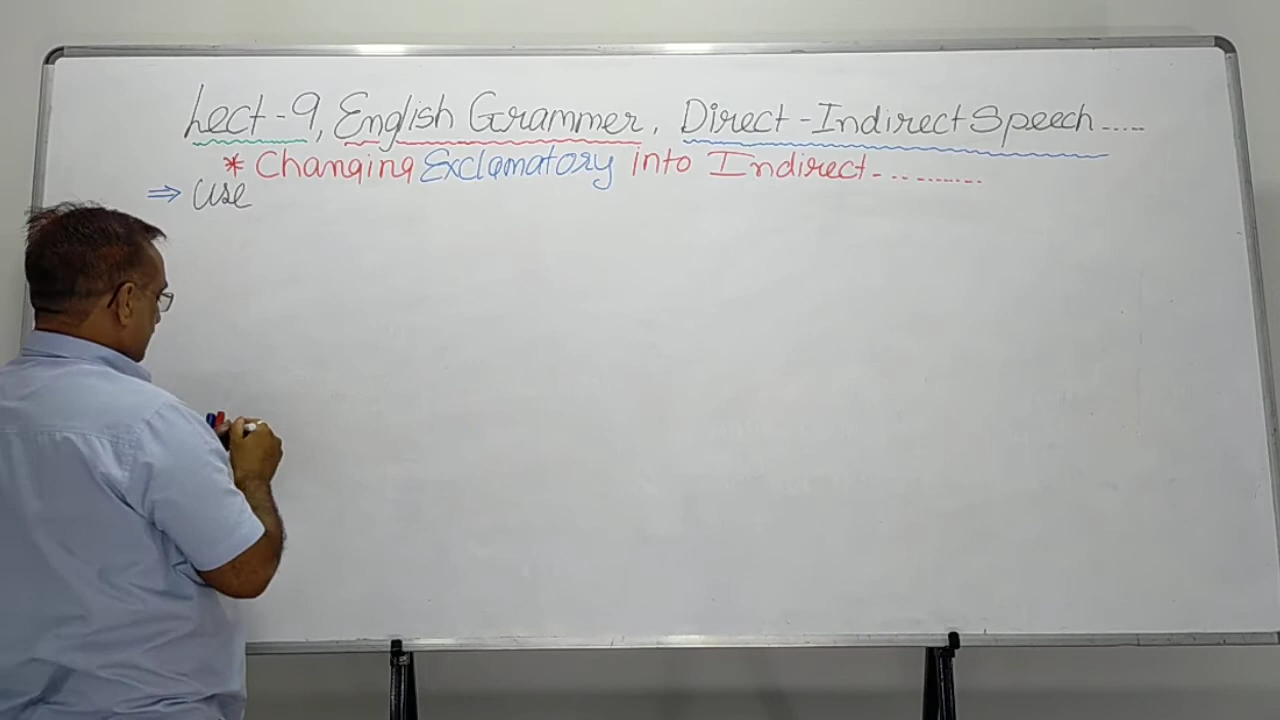 Lect-9, English Grammer, Direct-Indirect Speech.....
* Changing Exclamatory into Indirect..........
⇒ Use